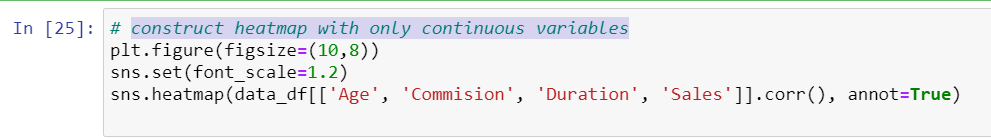 In [25]: # construct heatmap with only continuous variables
plt.figure(figsize=(10,8))
sns.set(font_scale=1.2)
sns.heatmap(data_df[['Age', 'Commision', 'Duration', 'Sales']].corr(), annot=True)